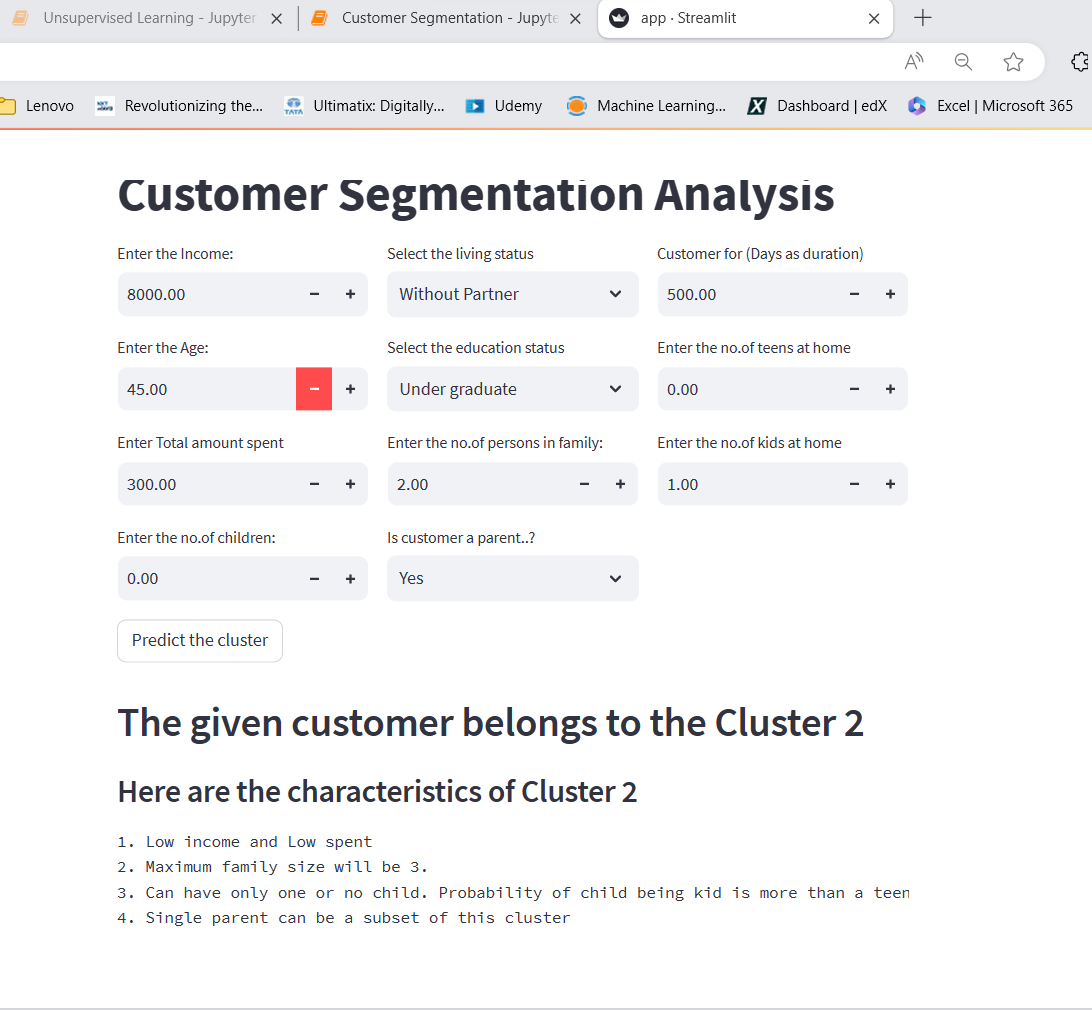 Unsupervised Learning - Jupyter
Customer Segmentation - Jupyte
app · Streamlit
Lenovo
Revolutionizing the...
TATA
Ultimatix: Digitally...
Udemy
Machine Learning...
Dashboard | edX
Excel | Microsoft 365
Customer Segmentation Analysis
Enter the Income:
Select the living status
Customer for (Days as duration)
8000.00
Without Partner
500.00
Enter the Age:
Select the education status
Enter the no.of teens at home
45.00
Under graduate
0.00
Enter Total amount spent
Enter the no.of persons in family:
Enter the no.of kids at home
300.00
2.00
1.00
Enter the no.of children:
Is customer a parent..?
0.00
Yes
Predict the cluster
The given customer belongs to the Cluster 2
Here are the characteristics of Cluster 2
1. Low income and Low spent
2. Maximum family size will be 3.
3. Can have only one or no child. Probability of child being kid is more than a teen
4. Single parent can be a subset of this cluster